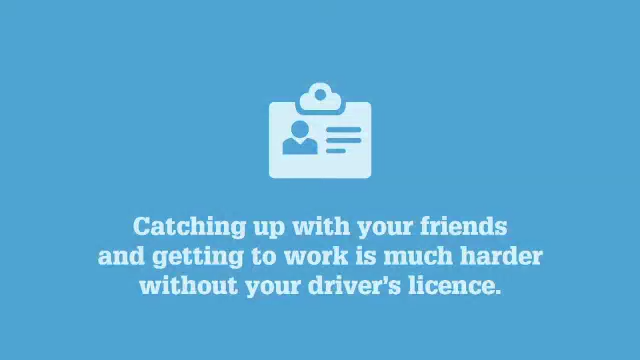 Catching up with your friends
and getting to work is much harder
without your driver's licence.